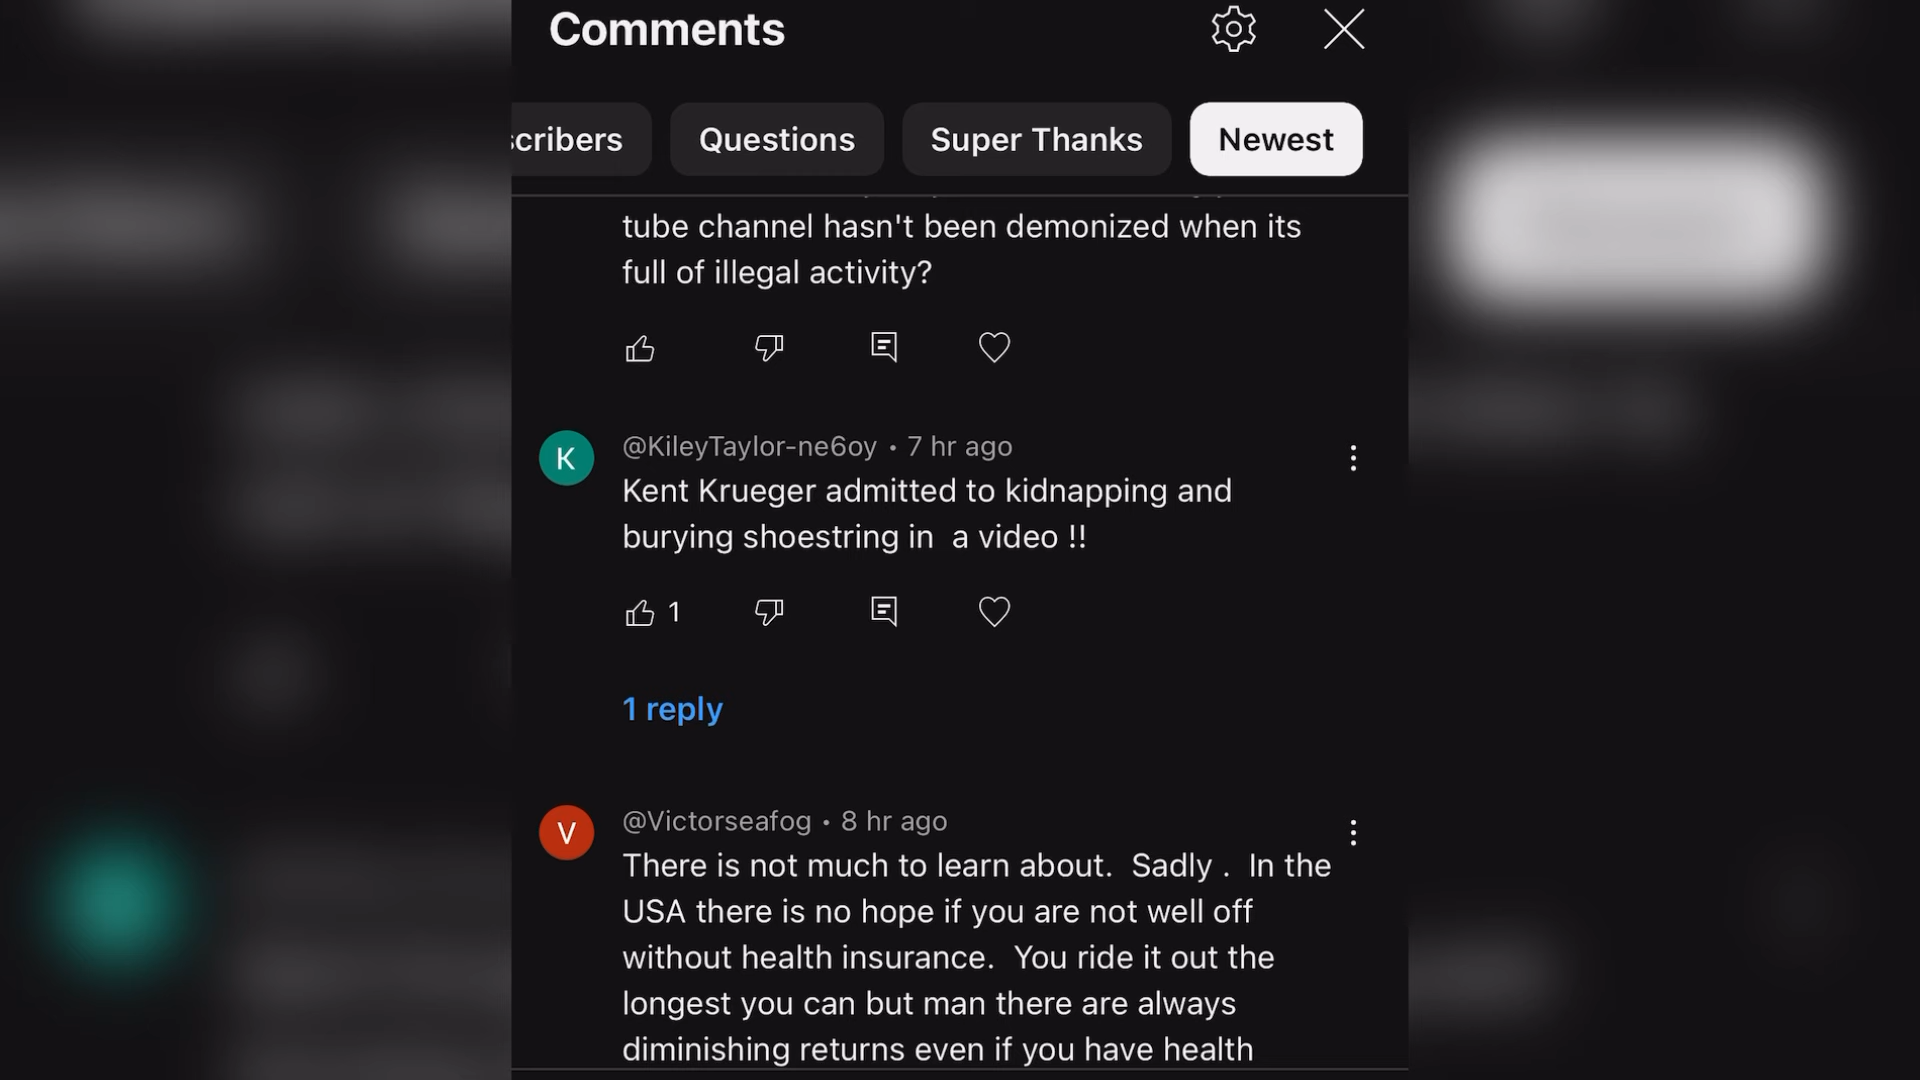 Comments
scribers
Questions
Super Thanks
Newest
tube channel hasn't been demonized when its
full of illegal activity?
@KileyTaylor-ne6oy • 7 hr ago
K
Kent Krueger admitted to kidnapping and
burying shoestring in  a video !!
1
1 reply
@Victorseafog • 8 hr ago
V
There is not much to learn about.  Sadly .  In the
USA there is no hope if you are not well off
without health insurance.  You ride it out the
longest you can but man there are always
diminishing returns even if you have health